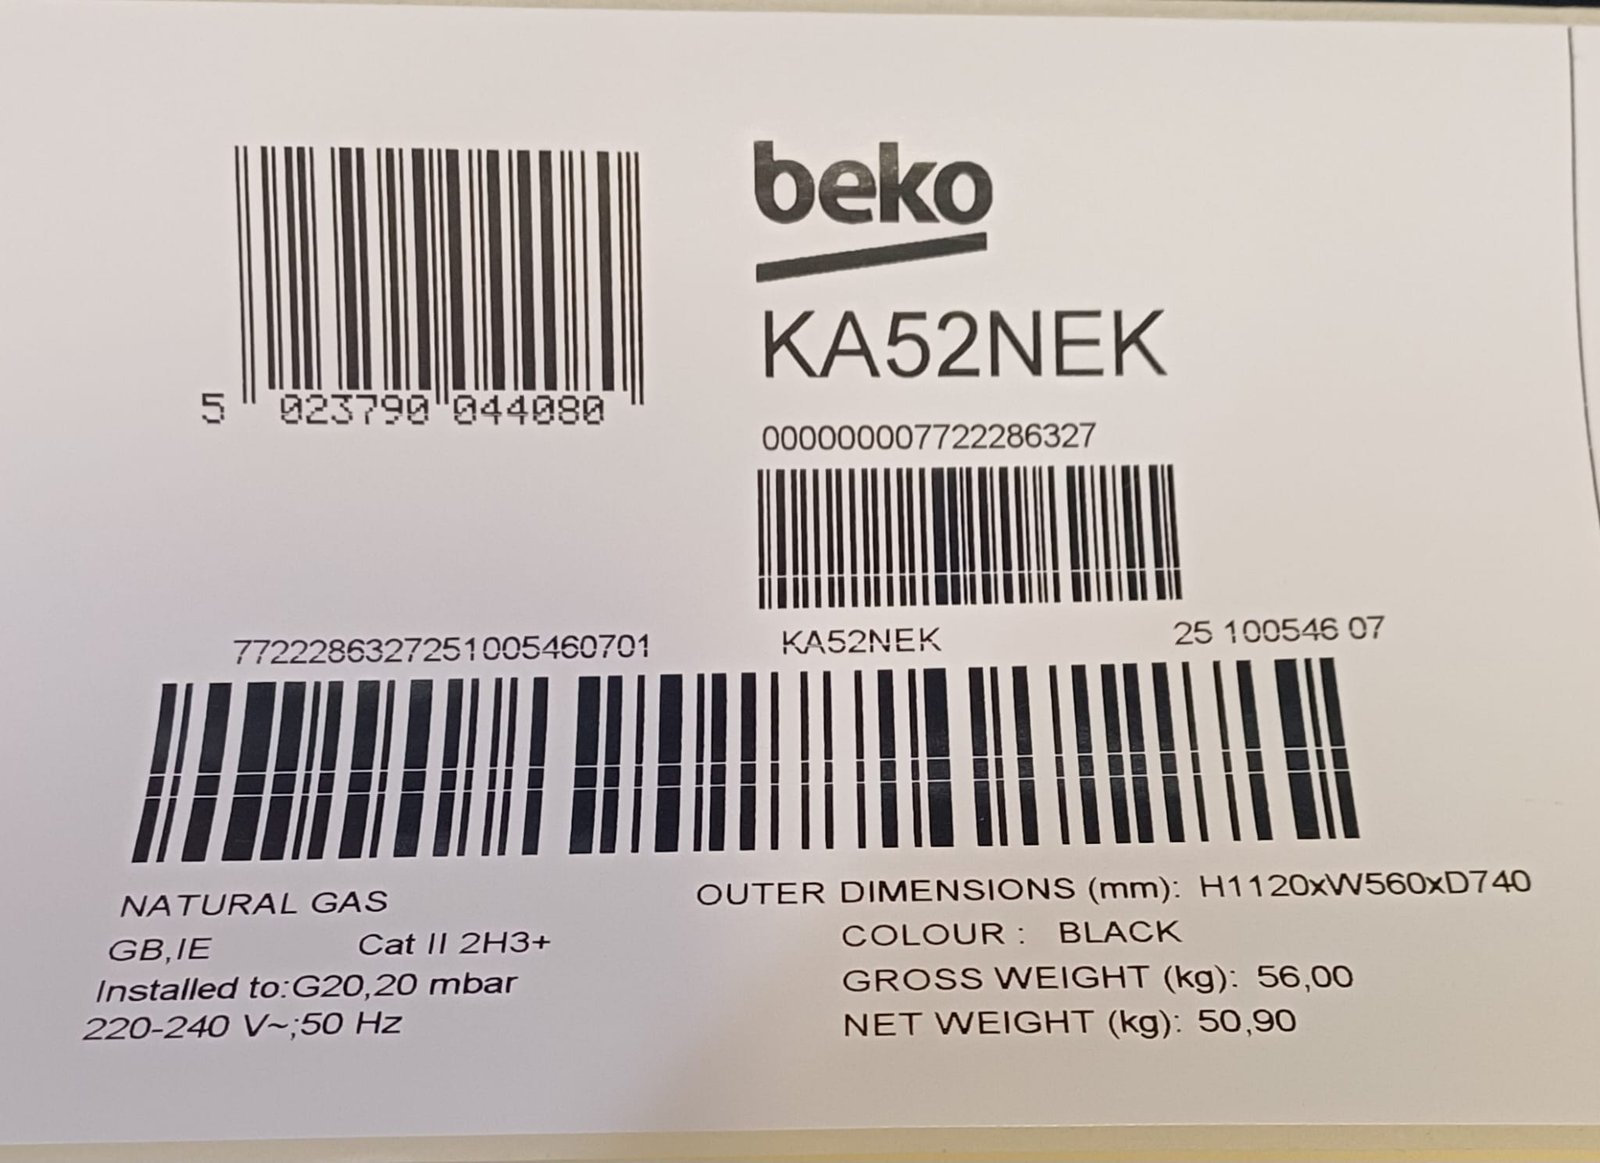 beko
KA52NEK
5 023790 044080
000000007722286327
7722286327251005460701 KA52NEK 25 100546 07
NATURAL GAS
GB,IE Cat II 2H3+
Installed to:G20,20 mbar
220-240 V~;50 Hz
OUTER DIMENSIONS (mm): H1120xW560xD740
COLOUR : BLACK
GROSS WEIGHT (kg): 56,00
NET WEIGHT (kg): 50,90